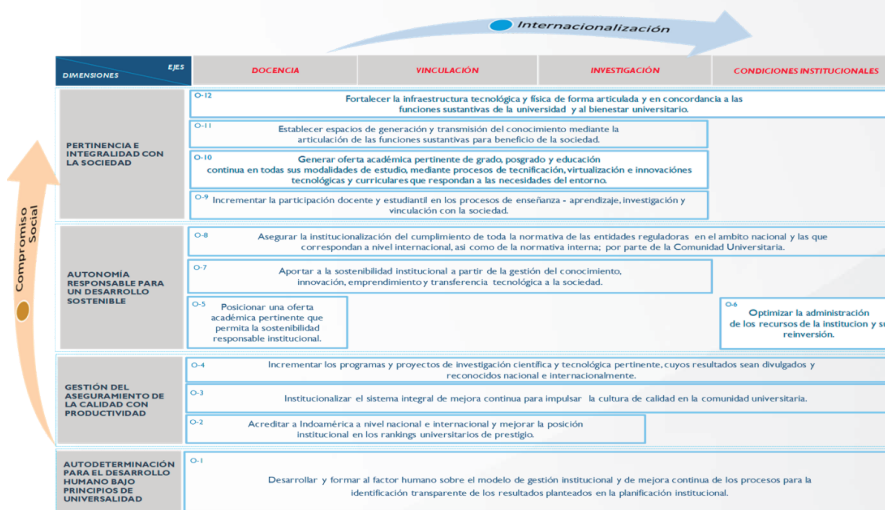 Internacionalización
EJES
DIMENSIONES
DOCENCIA
VINCULACIÓN
INVESTIGACIÓN
CONDICIONES INSTITUCIONALES
Compromiso
Social
PERTINENCIA E
INTEGRALIDAD CON
LA SOCIEDAD
O-12
Fortalecer la infraestructura tecnológica y física de forma articulada y en concordancia a las
funciones sustantivas de la universidad y al bienestar universitario.
O-11
Establecer espacios de generación y transmisión del conocimiento mediante la
articulación de las funciones sustantivas para beneficio de la sociedad.
O-10
Generar oferta académica pertinente de grado, posgrado y educación
continua en todas sus modalidades de estudio, mediante procesos de tecnificación, virtualización e innovaciónes
tecnológicas y curriculares que respondan a las necesidades del entorno.
O-9
Incrementar la participación docente y estudiantil en los procesos de enseñanza - aprendizaje, investigación y
vinculación con la sociedad.
AUTONOMÍA
RESPONSABLE PARA
UN DESARROLLO
SOSTENIBLE
O-8
Asegurar la institucionalización del cumplimiento de toda la normativa de las entidades reguladoras en el ambito nacional y las que
correspondan a nivel internacional, asi como de la normativa interna; por parte de la Comunidad Universitaria.
O-7
Aportar a la sostenibilidad institucional a partir de la gestión del conocimiento,
innovación, emprendimiento y transferencia tecnológica a la sociedad.
O-5
Posicionar una oferta
académica pertinente que
permita la sostenibilidad
responsable institucional.
O-6
Optimizar la administración
de los recursos de la institucion y su
reinversión.
GESTIÓN DEL
ASEGURAMIENTO DE
LA CALIDAD CON
PRODUCTIVIDAD
O-4
Incrementar los programas y proyectos de investigación científica y tecnológica pertinente, cuyos resultados sean divulgados y
reconocidos nacional e internacionalmente.
O-3
Institucionalizar el sistema integral de mejora continua para impulsar la cultura de calidad en la comunidad universitaria.
O-2
Acreditar a Indoamérica a nivel nacional e internacional y mejorar la posición
institucional en los rankings universitarios de prestigio.
AUTODETERMINACIÓN
PARA EL DESARROLLO
HUMANO BAJO
PRINCIPIOS DE
UNIVERSALIDAD
O-1
Desarrollar y formar al factor humano sobre el modelo de gestión institucional y de mejora continua de los procesos para la
identificación transparente de los resultados planteados en la planificación institucional.